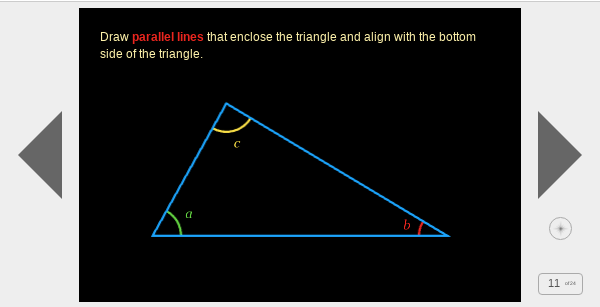 Draw parallel lines that enclose the triangle and align with the bottom
side of the triangle.
c
a
b
11 of 24